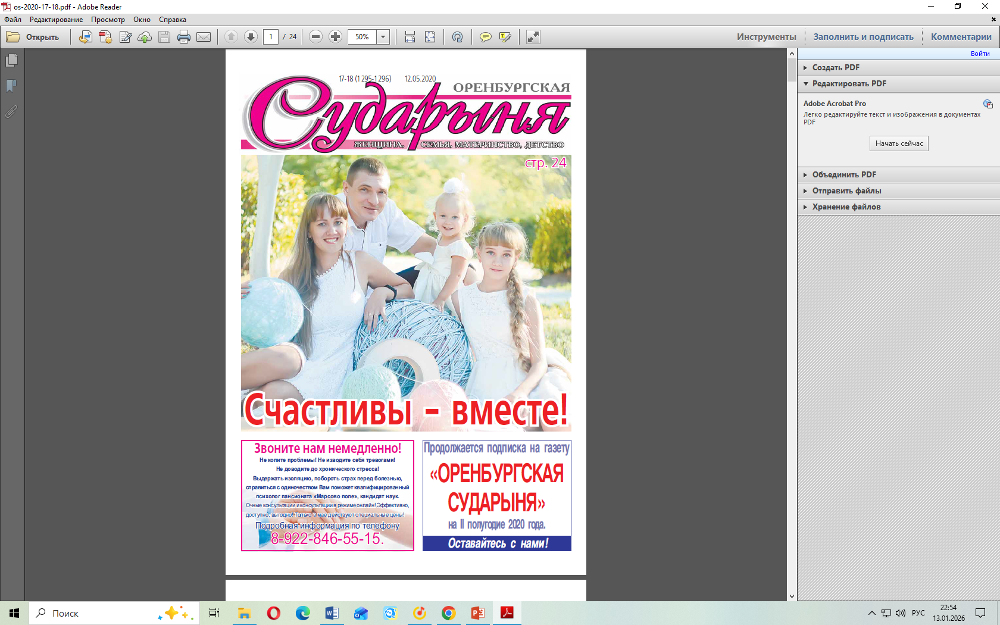 os-2020-17-18.pdf - Adobe Reader
Файл Редактирование Просмотр Окно Справка
Открыть 1 / 24 50% Инструменты Заполнить и подписать Комментарии
Войти
Создать PDF
Редактировать PDF
Adobe Acrobat Pro
Легко редактируйте текст и изображения в документах
PDF
Начать сейчас
Объединить PDF
Отправить файлы
Хранение файлов
17-18 (1 295-1 296) 12.05.2020
ОРЕНБУРГСКАЯ
Сударыня
ЖЕНЩИНА, СЕМЬЯ, МАТЕРИНСТВО, ДЕТСТВО
стр. 24
Счастливы – вместе!
Звоните нам немедленно!
Не копите проблемы! Не изводите себя тревогами!
Не доводите до хронического стресса!
Выдержать изоляцию, побороть страх перед болезнью,
справиться с одиночеством Вам поможет квалифицированный
психолог пансионата «Марсово поле», кандидат наук.
Очные консультации и консультации в режиме онлайн! Эффективно,
доступно, выгодно! Только в мае действуют специальные цены!
Подробная информация по телефону
8-922-846-55-15.
Продолжается подписка на газету
«ОРЕНБУРГСКАЯ
СУДАРЫНЯ»
на II полугодие 2020 года.
Оставайтесь с нами!
Поиск
РУС
22:54
13.01.2026